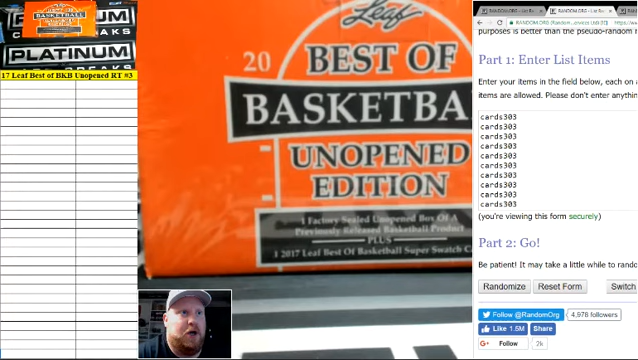 BASKETBALL
PLATINUM
PLATINUM
17 Leaf Best of BKB Unopened RT #3
Leaf
20
BEST OF
BASKETBA
UNOPENED
EDITION
1 Factory Sealed Unopened Box Of A
Previously Released Basketball Product
PLUS
1 2017 Leaf Best Of Basketball Super Swatch Ca
purposes is better than the pseudo-random
Part 1: Enter List Items
Enter your items in the field below, each on
items are allowed. Please don't enter anythin
cards303
cards303
cards303
cards303
cards303
cards303
cards303
cards303
cards303
cards303
(you're viewing this form securely)
Part 2: Go!
Be patient! It may take a little while to rando
Randomize
Reset Form
Switch
Follow @RandomOrg
4,978 followers
Like 1.5M
Share
Follow
2k